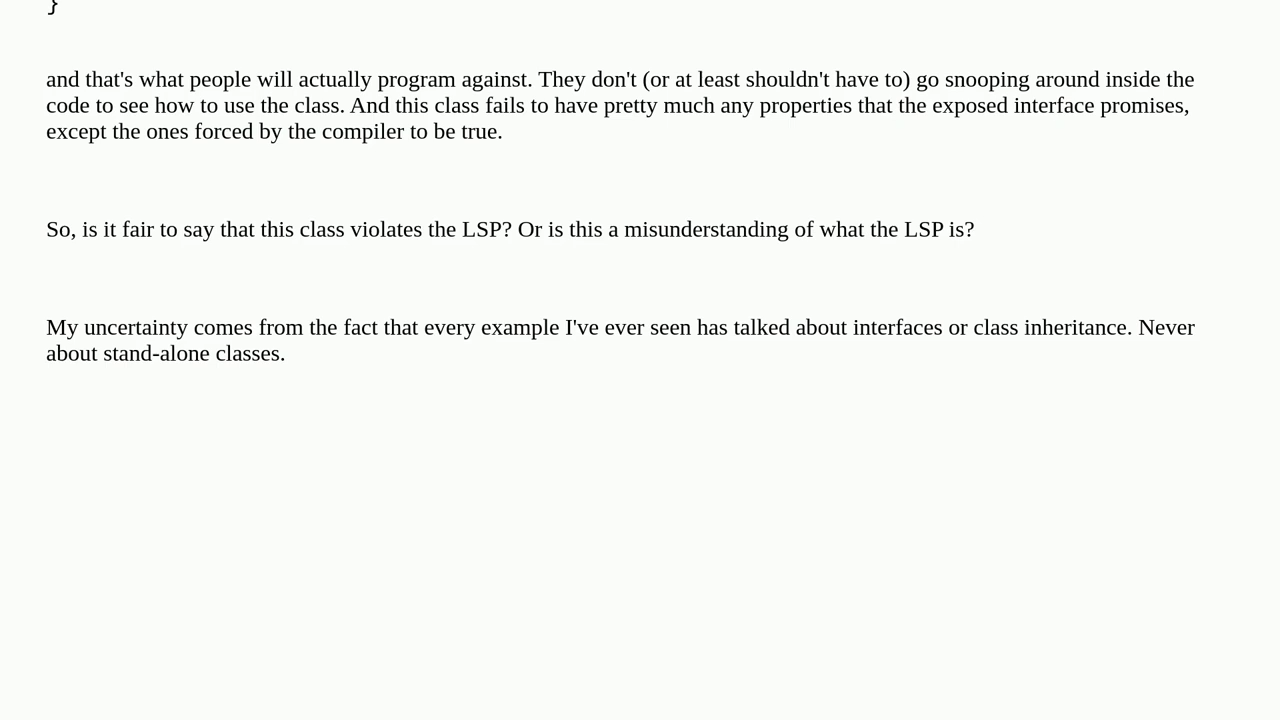 }
and that's what people will actually program against. They don't (or at least shouldn't have to) go snooping around inside the
code to see how to use the class. And this class fails to have pretty much any properties that the exposed interface promises,
except the ones forced by the compiler to be true.
So, is it fair to say that this class violates the LSP? Or is this a misunderstanding of what the LSP is?
My uncertainty comes from the fact that every example I've ever seen has talked about interfaces or class inheritance. Never
about stand-alone classes.